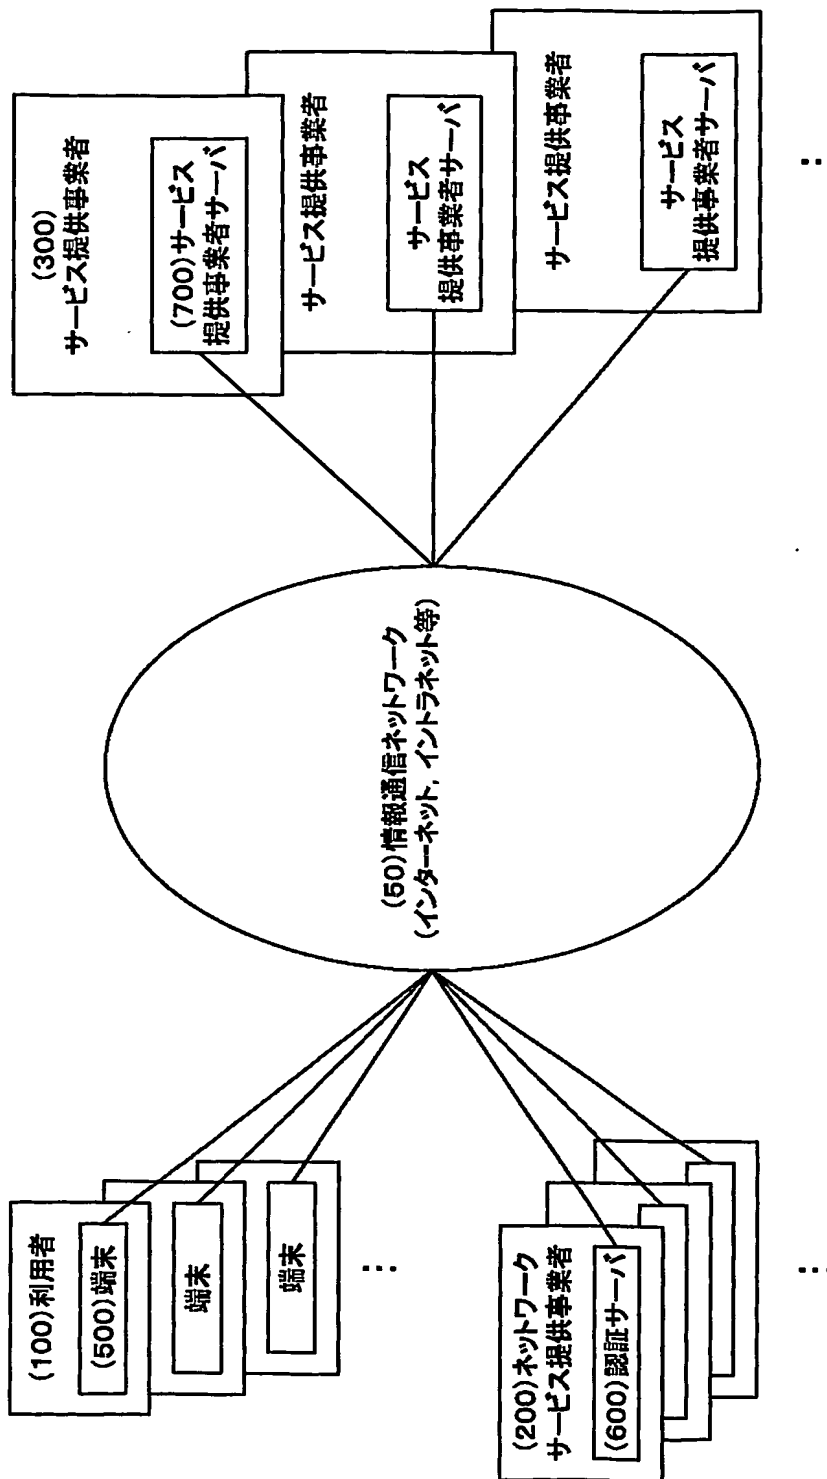 (100)利用者
(500)端末
端末
端末
︙
(200)ネットワーク
サービス提供事業者
(600)認証サーバ
︙
(50)情報通信ネットワーク
(インターネット, イントラネット等)
(300)
サービス提供事業者
(700)サービス
提供事業者サーバ
サービス提供事業者
サービス
提供事業者サーバ
サービス提供事業者
サービス
提供事業者サーバ
︙